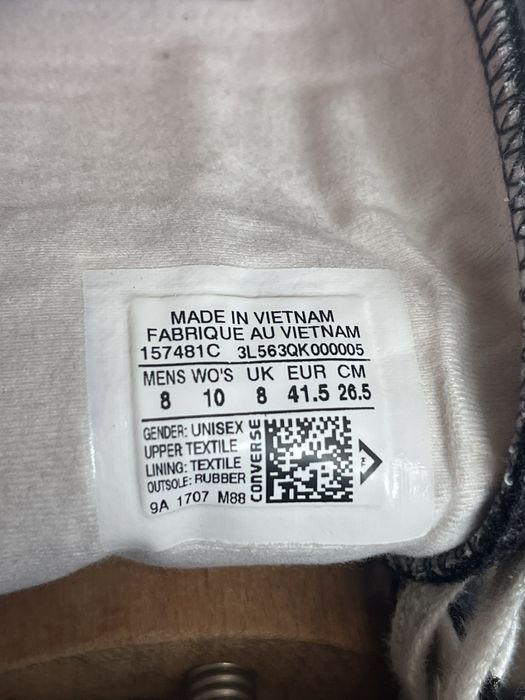 MADE IN VIETNAM
FABRIQUE AU VIETNAM
157481C 3L563QK000005
MENS WO'S UK EUR CM
8 10 8 41.5 26.5
GENDER: UNISEX
UPPER TEXTILE
LINING: TEXTILE
OUTSOLE: RUBBER
9A 1707 M88
CONVERSE